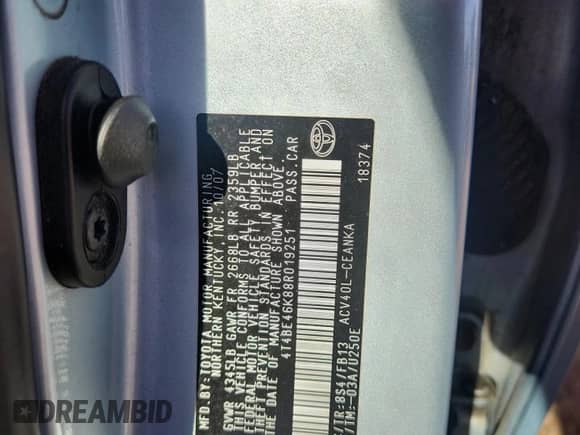 MFD.BY:TOYOTA MOTOR MANUFACTURING,
NORTHERN KENTUCKY, INC. 10/07
GVWR 4345LB GAWR FR 2668LB RR 2359LB
THIS VEHICLE CONFORMS TO ALL APPLICABLE
FEDERAL MOTOR VEHICLE SAFETY BUMPER AND
THEFT PREVENTION STANDARDS IN EFFECT ON
THE DATE OF MANUFACTURE SHOWN ABOVE.
4T4BE46K88R019251 PASS.CAR
ACV40L-CEANKA
/TR:8S4/FB13
/TM:-03A/U250E
18374
DREAMBID